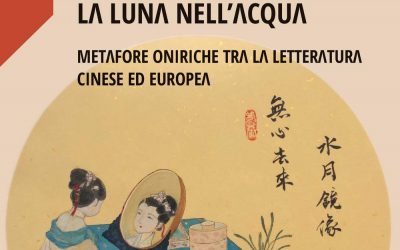 LA LUNA NELL'ACQUA
METAFORE ONIRICHE TRA LA LETTERATURA
CINESE ED EUROPEA
水月鏡像
無心去來